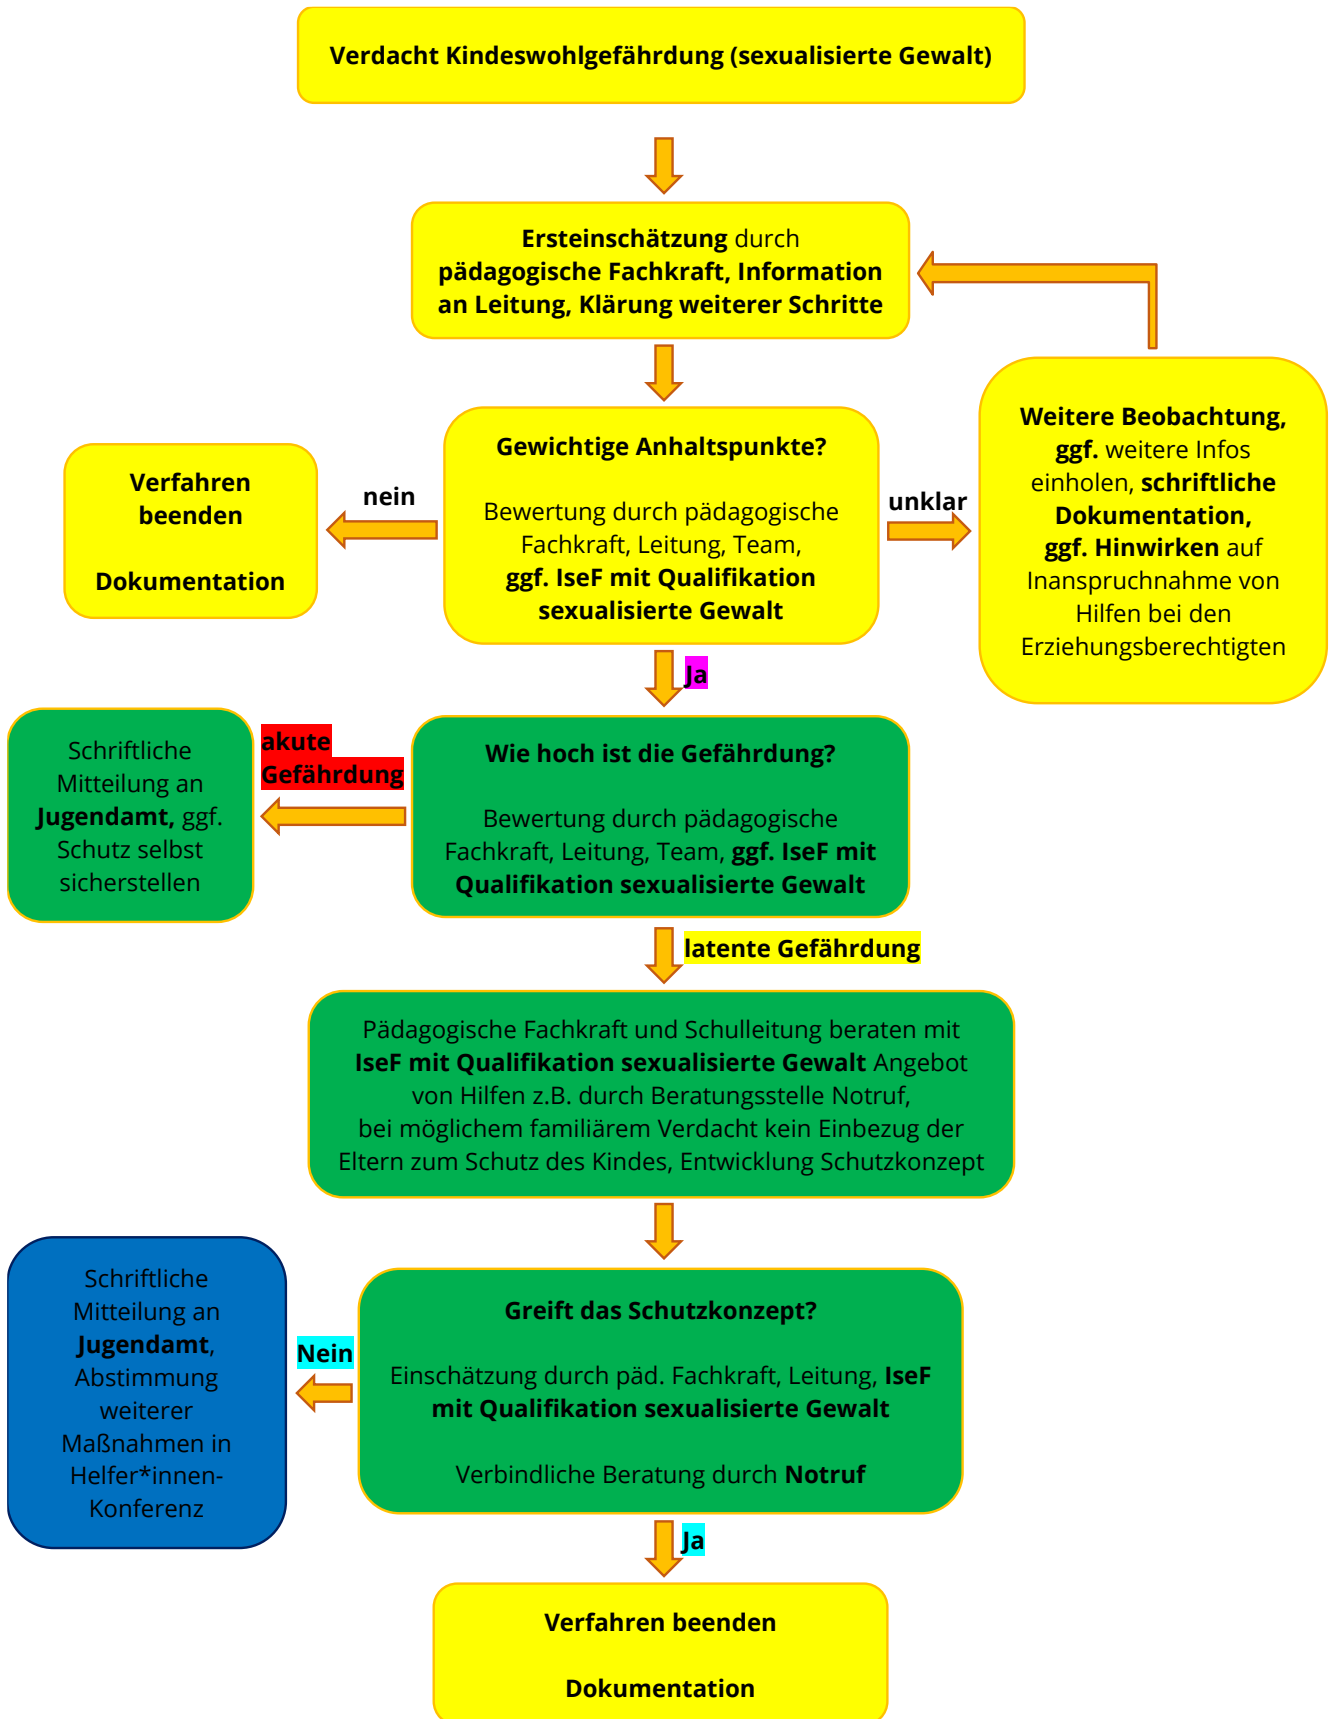 Verdacht Kindeswohlgefährdung (sexualisierte Gewalt)
Ersteinschätzung durch
pädagogische Fachkraft, Information
an Leitung, Klärung weiterer Schritte
Gewichtige Anhaltspunkte?
Bewertung durch pädagogische
Fachkraft, Leitung, Team,
ggf. IseF mit Qualifikation
sexualisierte Gewalt
nein
Verfahren
beenden
Dokumentation
unklar
Weitere Beobachtung,
ggf. weitere Infos
einholen, schriftliche
Dokumentation,
ggf. Hinwirken auf
Inanspruchnahme von
Hilfen bei den
Erziehungsberechtigten
Ja
Wie hoch ist die Gefährdung?
Bewertung durch pädagogische
Fachkraft, Leitung, Team, ggf. IseF mit
Qualifikation sexualisierte Gewalt
akute
Gefährdung
Schriftliche
Mitteilung an
Jugendamt, ggf.
Schutz selbst
sicherstellen
latente Gefährdung
Pädagogische Fachkraft und Schulleitung beraten mit
IseF mit Qualifikation sexualisierte Gewalt Angebot
von Hilfen z.B. durch Beratungsstelle Notruf,
bei möglichem familiärem Verdacht kein Einbezug der
Eltern zum Schutz des Kindes, Entwicklung Schutzkonzept
Greift das Schutzkonzept?
Einschätzung durch päd. Fachkraft, Leitung, IseF
mit Qualifikation sexualisierte Gewalt
Verbindliche Beratung durch Notruf
Nein
Schriftliche
Mitteilung an
Jugendamt,
Abstimmung
weiterer
Maßnahmen in
Helfer*innen-
Konferenz
Ja
Verfahren beenden
Dokumentation